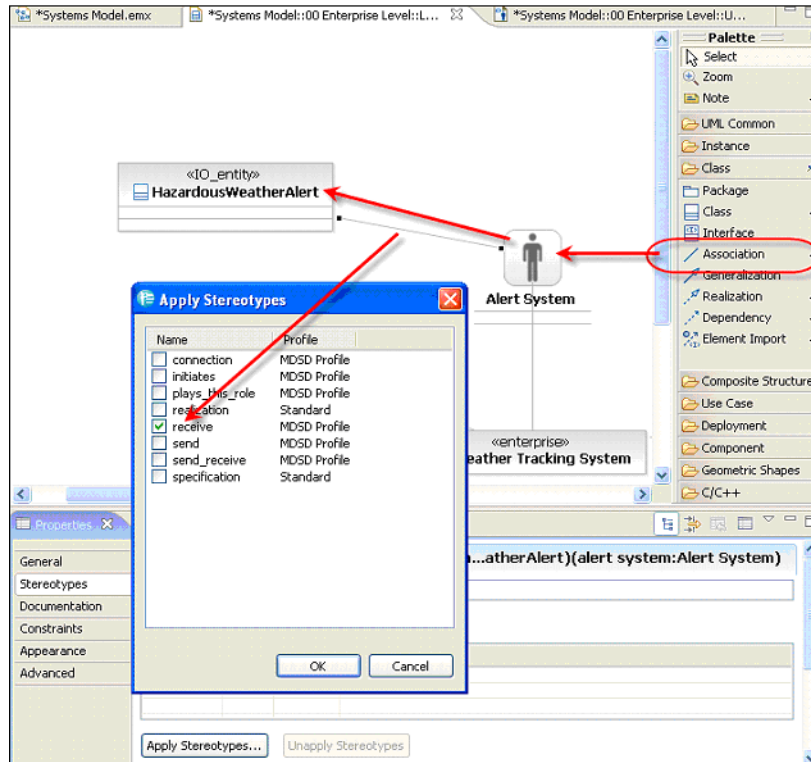 *Systems Model.emx
*Systems Model::00 Enterprise Level::L...
*Systems Model::00 Enterprise Level::U...
Palette
Select
Zoom
Note
UML Common
Instance
Class
Package
Class
Interface
Association
Generalization
Realization
Dependency
Element Import
Composite Structure
Use Case
Deployment
Component
Geometric Shapes
C/C++
«IO_entity»
HazardousWeatherAlert
Alert System
«enterprise»
eather Tracking System
Apply Stereotypes
Name Profile
connection MDSD Profile
initiates MDSD Profile
plays_this_role MDSD Profile
realization Standard
receive MDSD Profile
send MDSD Profile
send_receive MDSD Profile
specification Standard
OK Cancel
Properties
General
Stereotypes
Documentation
Constraints
Appearance
Advanced
...atherAlert)(alert system:Alert System)
Apply Stereotypes... Unapply Stereotypes